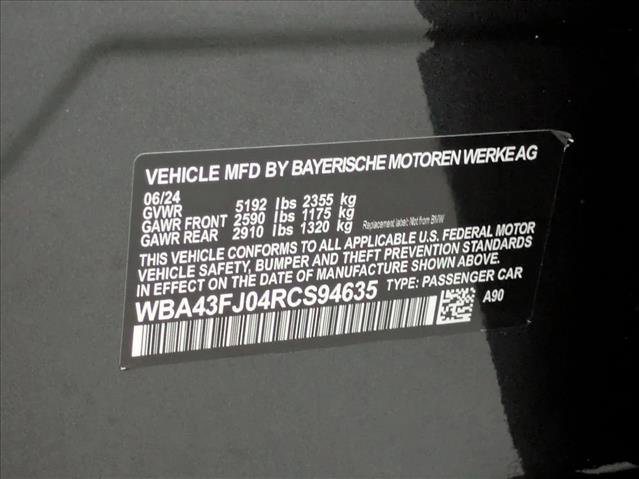 VEHICLE MFD BY BAYERISCHE MOTOREN WERKE AG
06/24
GVWR 5192 lbs 2355 kg
GAWR FRONT 2590 lbs 1175 kg
GAWR REAR 2910 lbs 1320 kg
Replacement label: Not from BMW
THIS VEHICLE CONFORMS TO ALL APPLICABLE U.S. FEDERAL MOTOR
VEHICLE SAFETY, BUMPER AND THEFT PREVENTION STANDARDS
IN EFFECT ON THE DATE OF MANUFACTURE SHOWN ABOVE.
WBA43FJ04RCS94635 TYPE: PASSENGER CAR
A90